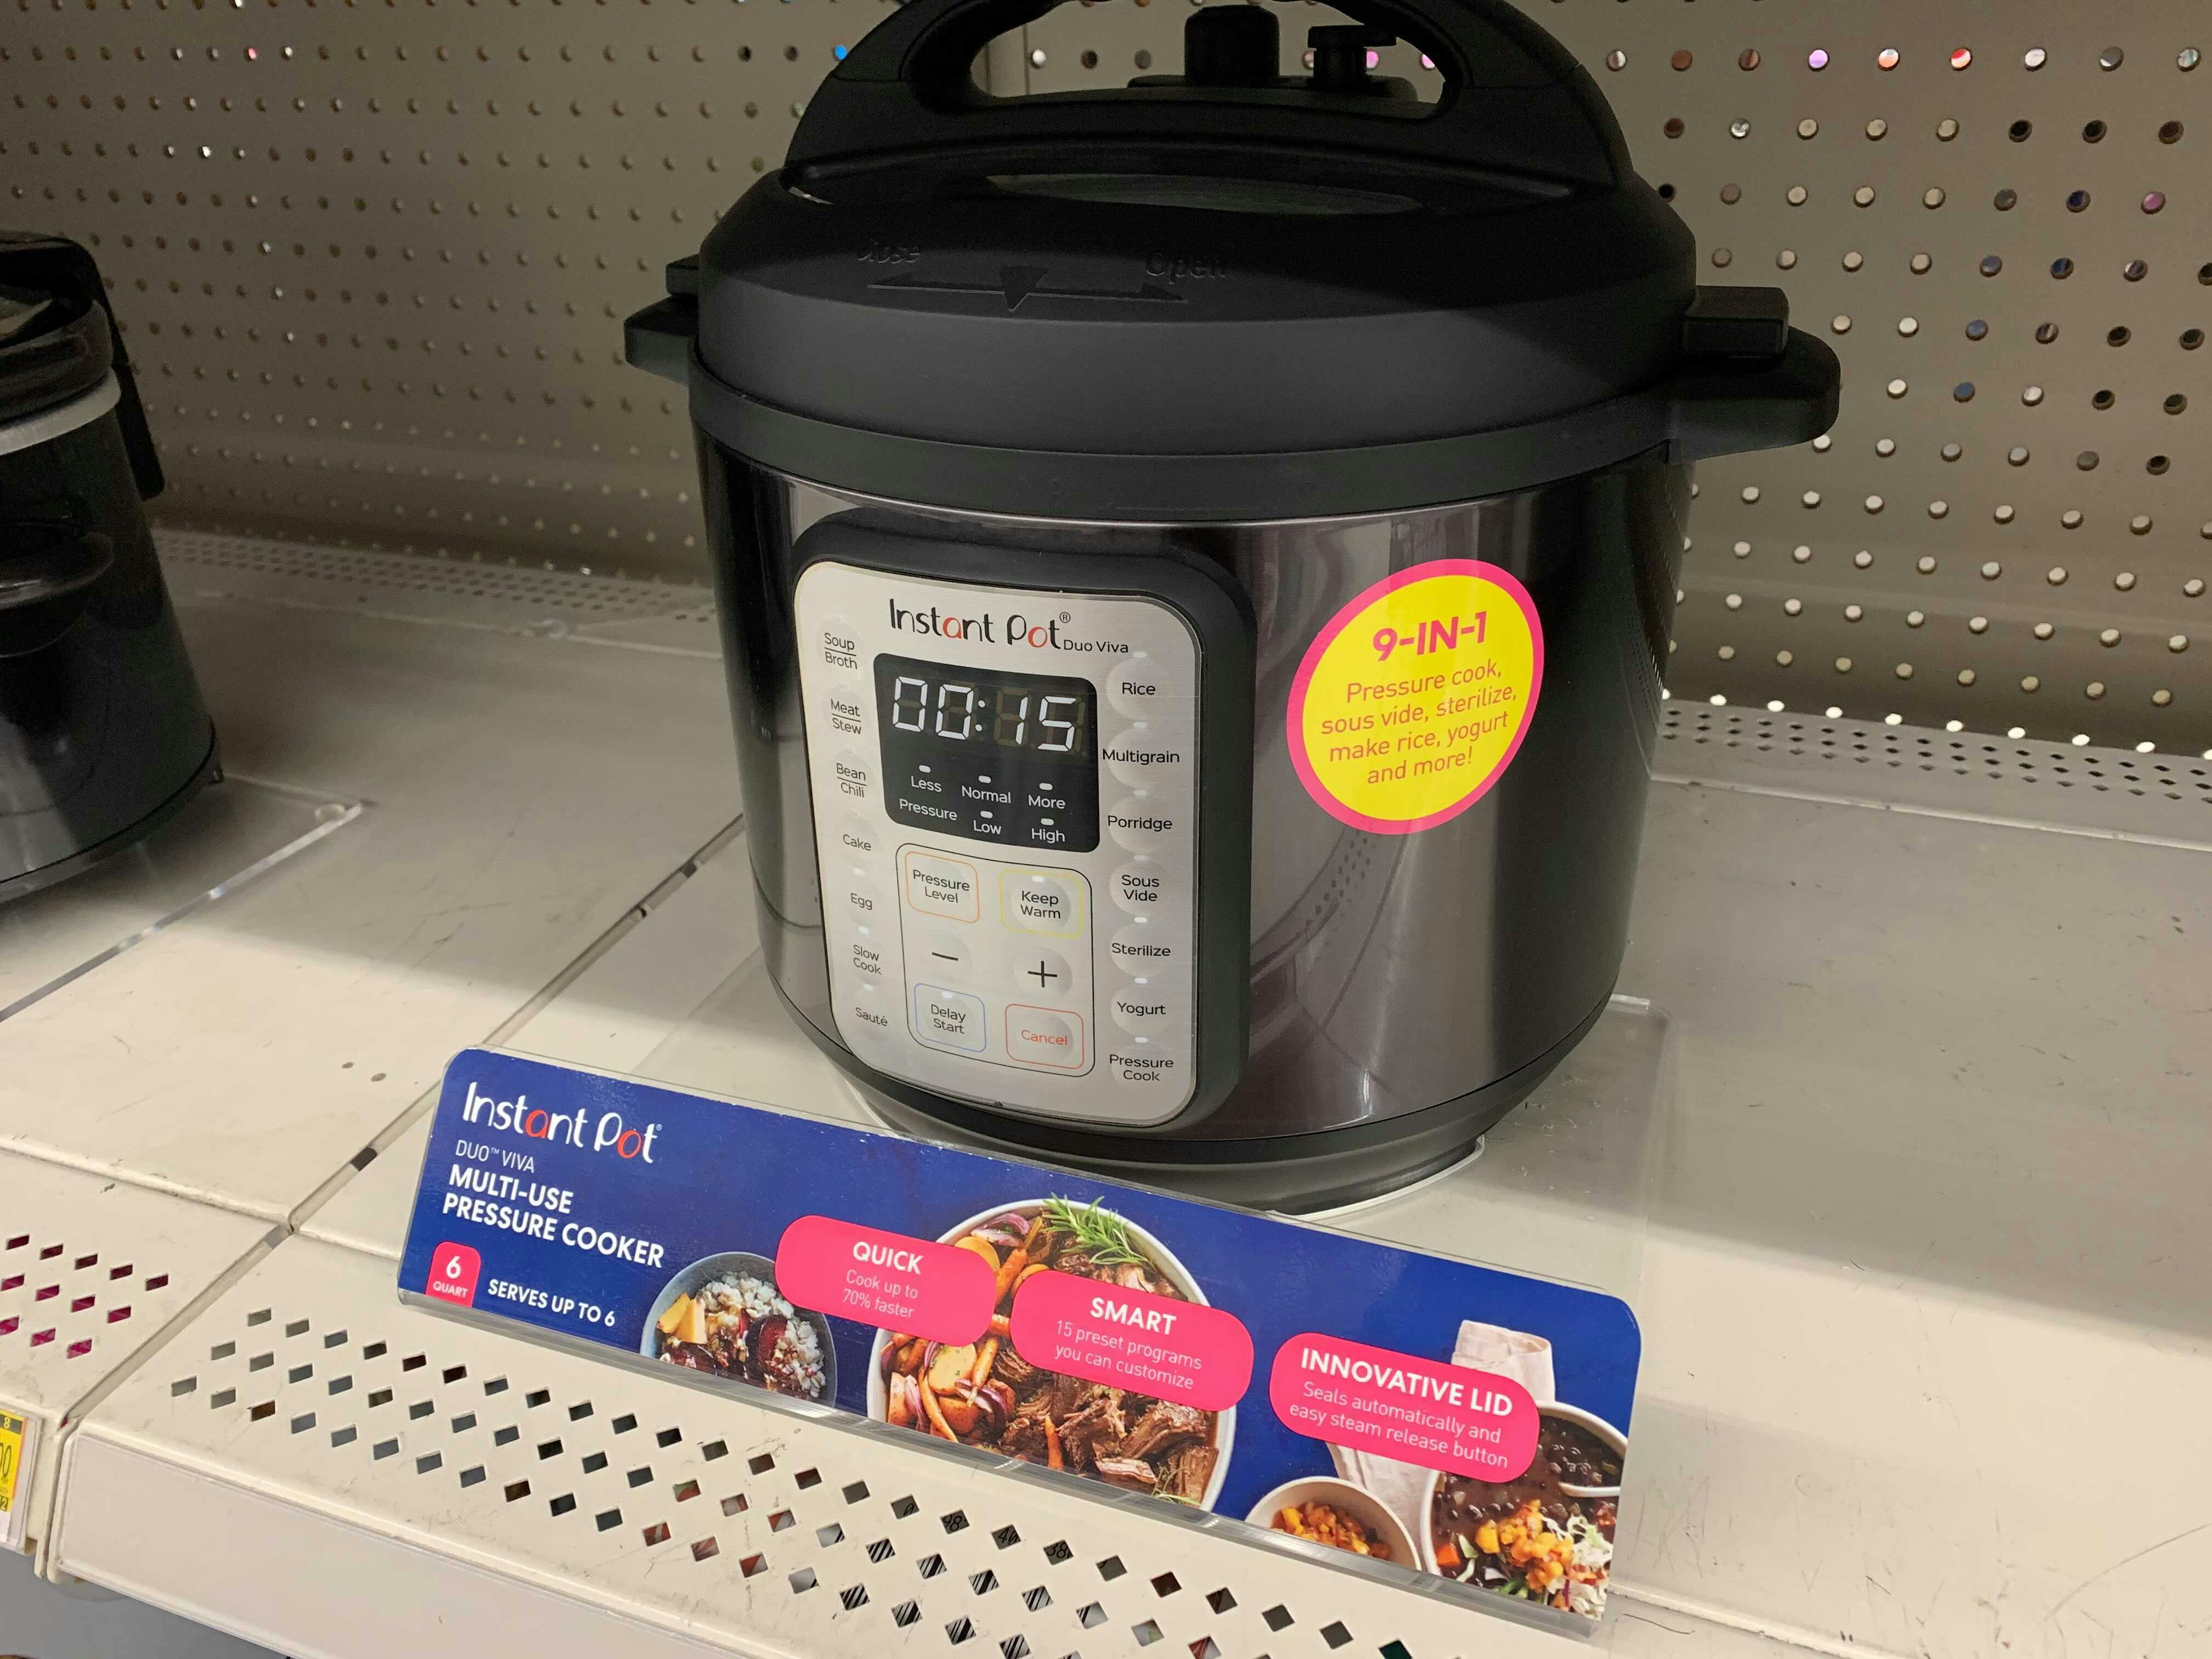 Close
Open
Instant Pot®
Duo Viva
00:15
Less Normal More
Pressure Low High
Soup
Broth
Meat
Stew
Bean
Chili
Cake
Egg
Slow
Cook
Sauté
Pressure
Level
Keep
Warm
−
+
Delay
Start
Cancel
Rice
Multigrain
Porridge
Sous
Vide
Sterilize
Yogurt
Pressure
Cook
9-IN-1
Pressure cook,
sous vide, sterilize,
make rice, yogurt
and more!
Instant Pot®
DUO™ VIVA
MULTI-USE
PRESSURE COOKER
6
QUART
SERVES UP TO 6
QUICK
Cook up to
70% faster
SMART
15 preset programs
you can customize
INNOVATIVE LID
Seals automatically and
easy steam release button